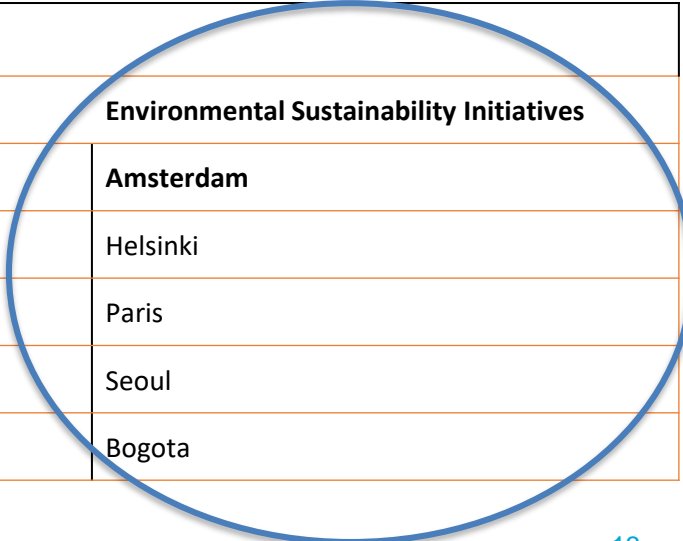 Environmental Sustainability Initiatives
Amsterdam
Helsinki
Paris
Seoul
Bogota